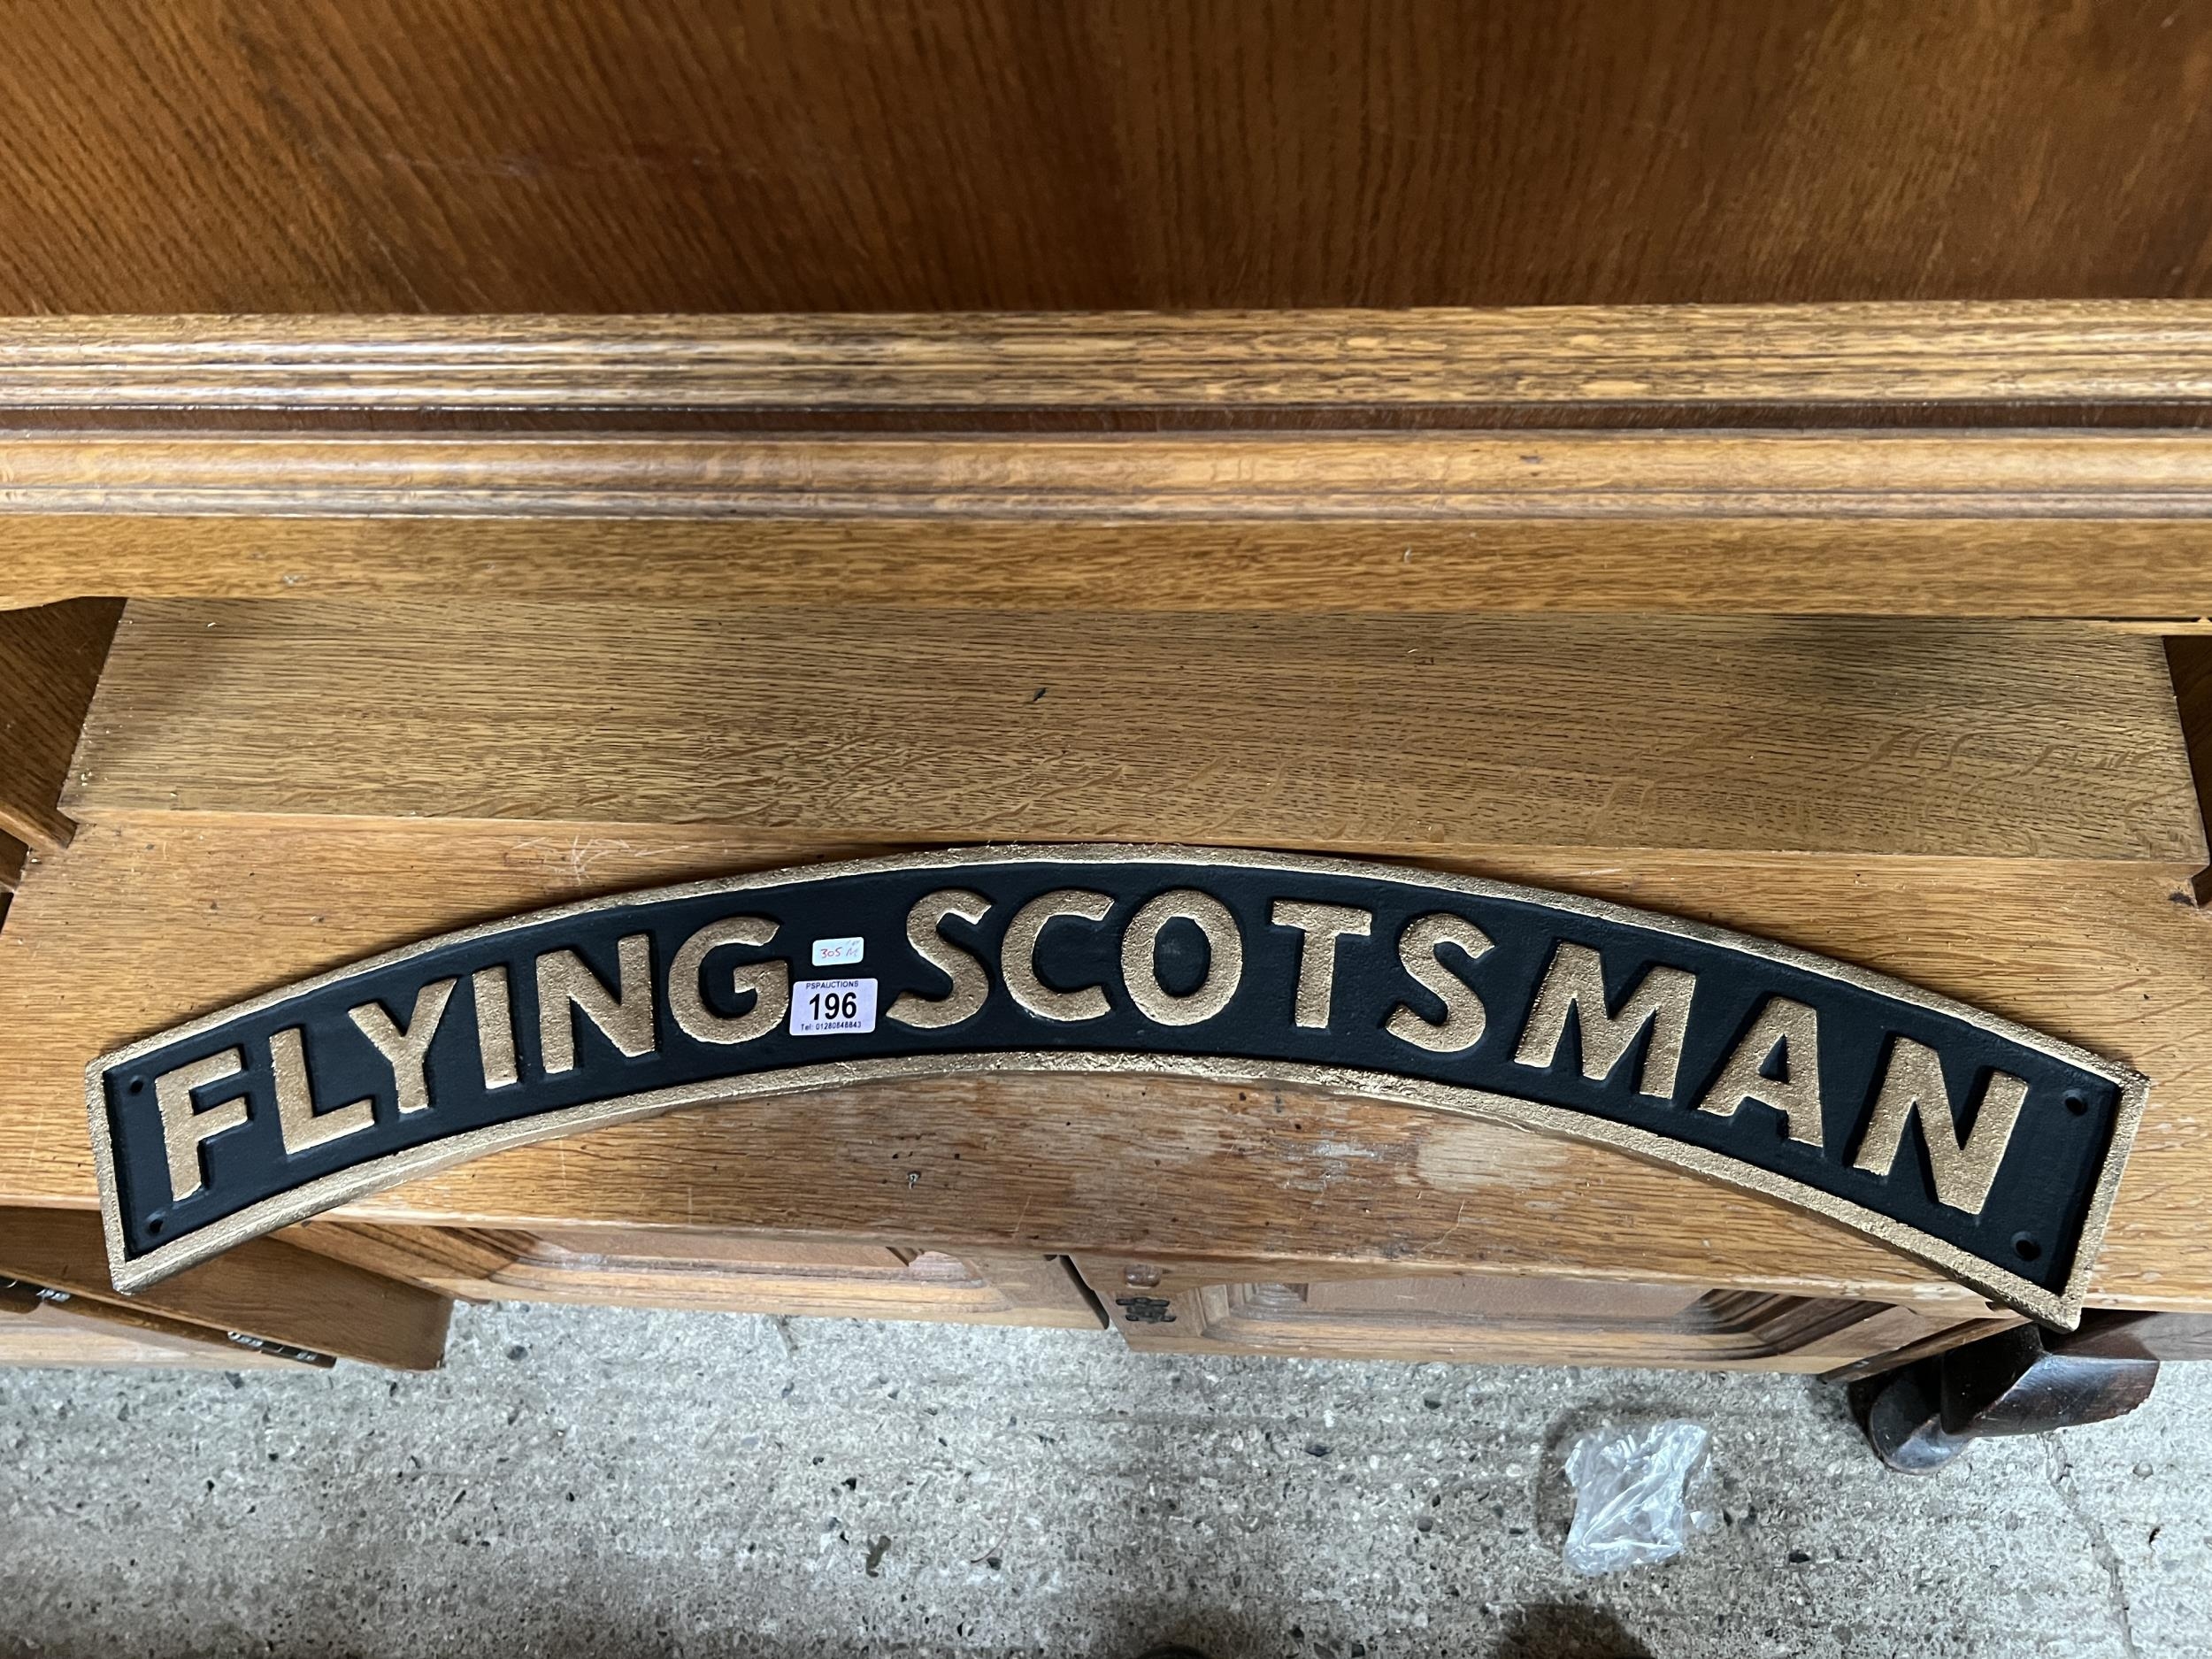 FLYING SCOTSMAN
305
PSPAUCTIONS
196
Tel: 01280848843